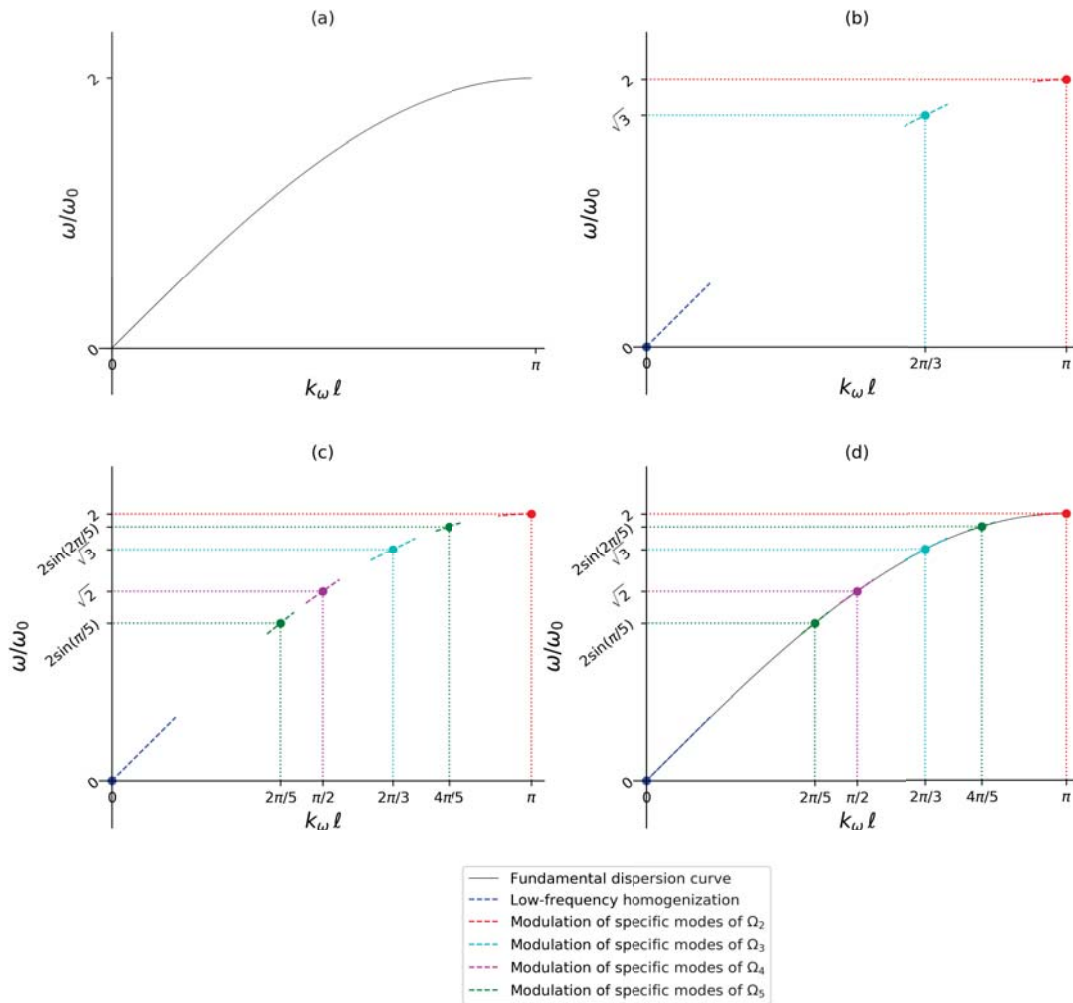 (a)
2
ω/ω₀
0
0
π
k_ω ℓ
(b)
2
√3
ω/ω₀
0
0
2π/3
π
k_ω ℓ
(c)
2
2sin(2π/5)
√3
√2
2sin(π/5)
ω/ω₀
0
0
2π/5
π/2
2π/3
4π/5
π
k_ω ℓ
(d)
2
2sin(2π/5)
√3
√2
2sin(π/5)
ω/ω₀
0
0
2π/5
π/2
2π/3
4π/5
π
k_ω ℓ
Fundamental dispersion curve
Low-frequency homogenization
Modulation of specific modes of Ω₂
Modulation of specific modes of Ω₃
Modulation of specific modes of Ω₄
Modulation of specific modes of Ω₅